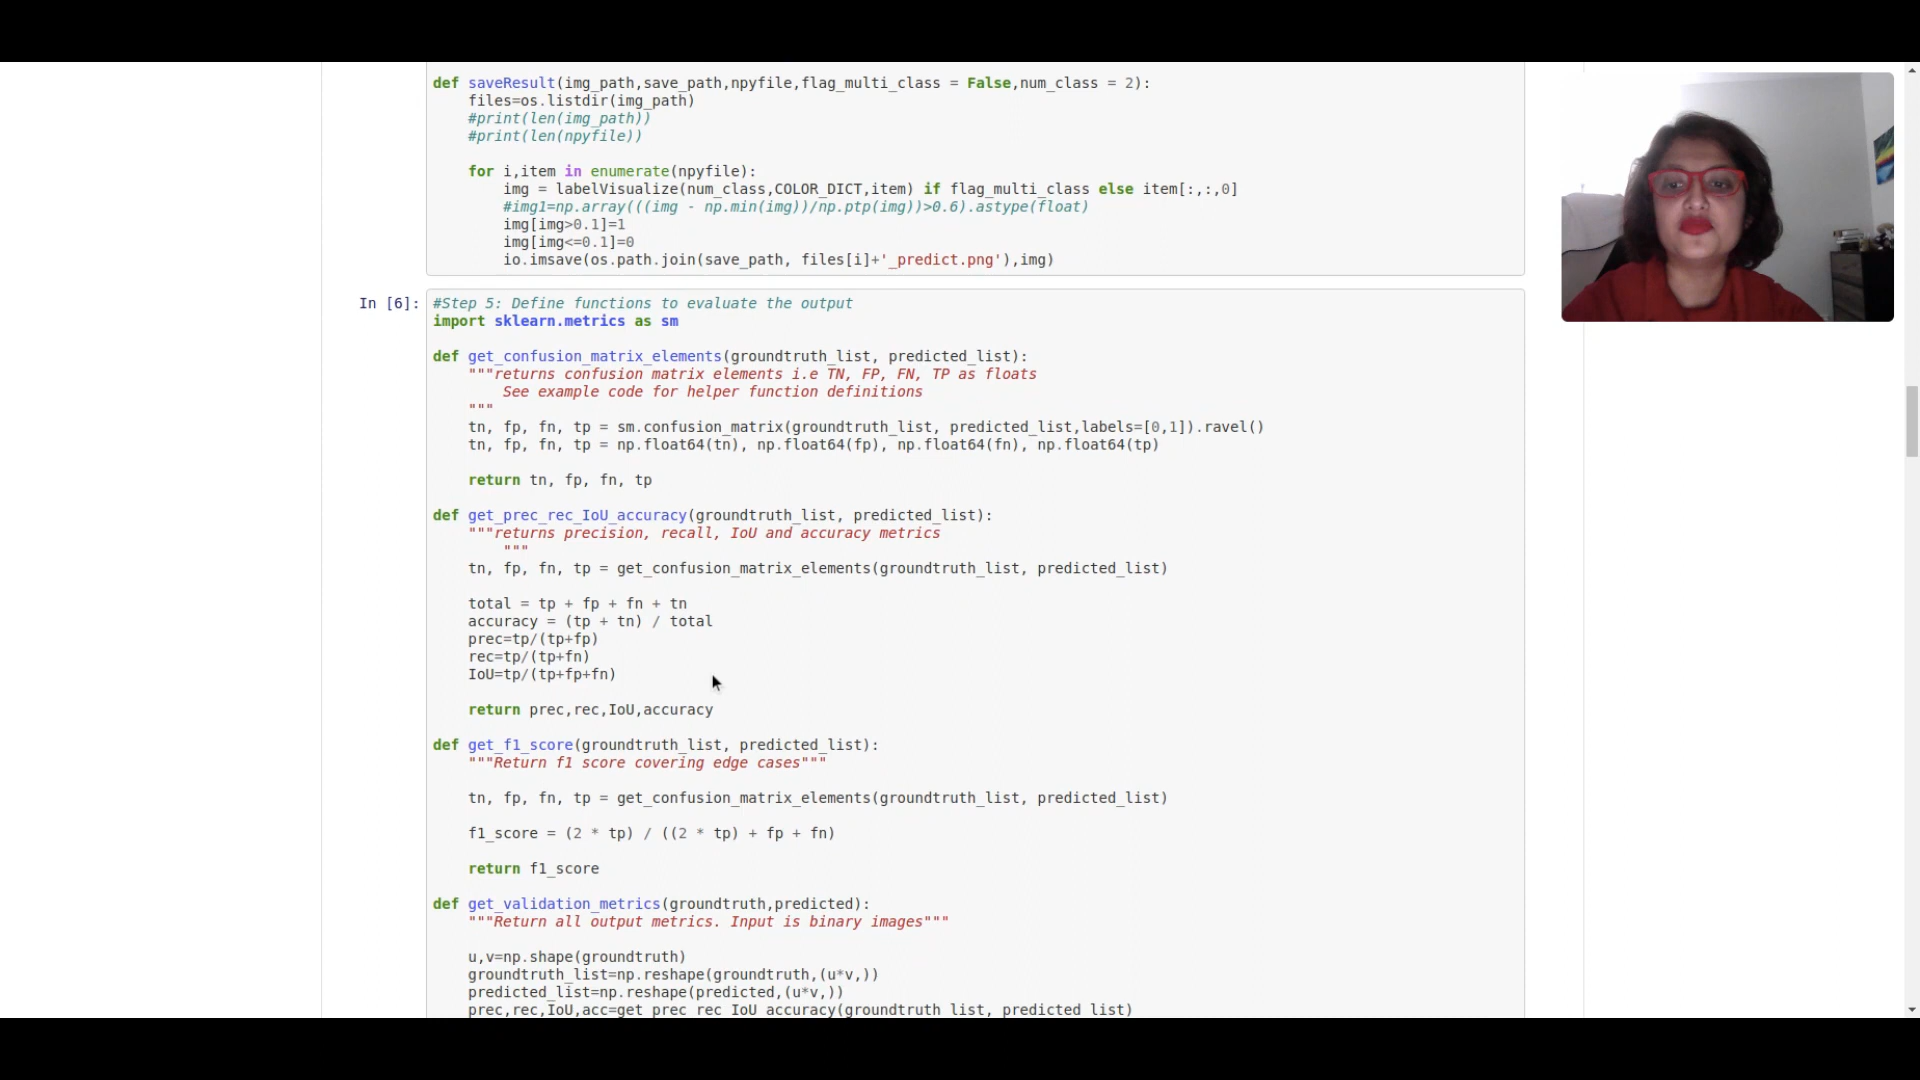 def saveResult(img_path,save_path,npyfile,flag_multi_class = False,num_class = 2):
files=os.listdir(img_path)
#print(len(img_path))
#print(len(npyfile))
for i,item in enumerate(npyfile):
img = labelVisualize(num_class,COLOR_DICT,item) if flag_multi_class else item[:,:,0]
#img1=np.array(((img - np.min(img))/np.ptp(img))>0.6).astype(float)
img[img>0.1]=1
img[img<=0.1]=0
io.imsave(os.path.join(save_path, files[i]+'_predict.png'),img)
In [6]: #Step 5: Define functions to evaluate the output
import sklearn.metrics as sm
def get_confusion_matrix_elements(groundtruth_list, predicted_list):
"""returns confusion matrix elements i.e TN, FP, FN, TP as floats
See example code for helper function definitions
"""
tn, fp, fn, tp = sm.confusion_matrix(groundtruth_list, predicted_list,labels=[0,1]).ravel()
tn, fp, fn, tp = np.float64(tn), np.float64(fp), np.float64(fn), np.float64(tp)
return tn, fp, fn, tp
def get_prec_rec_IoU_accuracy(groundtruth_list, predicted_list):
"""returns precision, recall, IoU and accuracy metrics
"""
tn, fp, fn, tp = get_confusion_matrix_elements(groundtruth_list, predicted_list)
total = tp + fp + fn + tn
accuracy = (tp + tn) / total
prec=tp/(tp+fp)
rec=tp/(tp+fn)
IoU=tp/(tp+fp+fn)
return prec,rec,IoU,accuracy
def get_f1_score(groundtruth_list, predicted_list):
"""Return f1 score covering edge cases"""
tn, fp, fn, tp = get_confusion_matrix_elements(groundtruth_list, predicted_list)
f1_score = (2 * tp) / ((2 * tp) + fp + fn)
return f1_score
def get_validation_metrics(groundtruth,predicted):
"""Return all output metrics. Input is binary images"""
u,v=np.shape(groundtruth)
groundtruth_list=np.reshape(groundtruth,(u*v,))
predicted_list=np.reshape(predicted,(u*v,))
prec,rec,IoU,acc=get_prec_rec_IoU_accuracy(groundtruth_list, predicted_list)